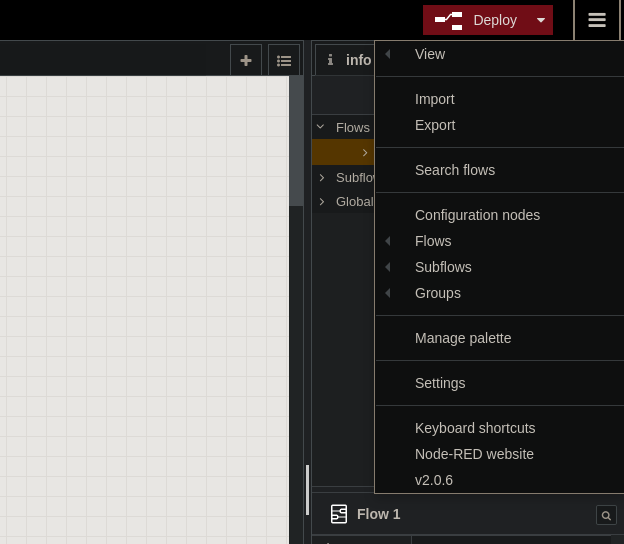 Deploy
info
View
Import
Export
Flows
Search flows
Subflo
Global
Configuration nodes
Flows
Subflows
Groups
Manage palette
Settings
Keyboard shortcuts
Node-RED website
v2.0.6
Flow 1